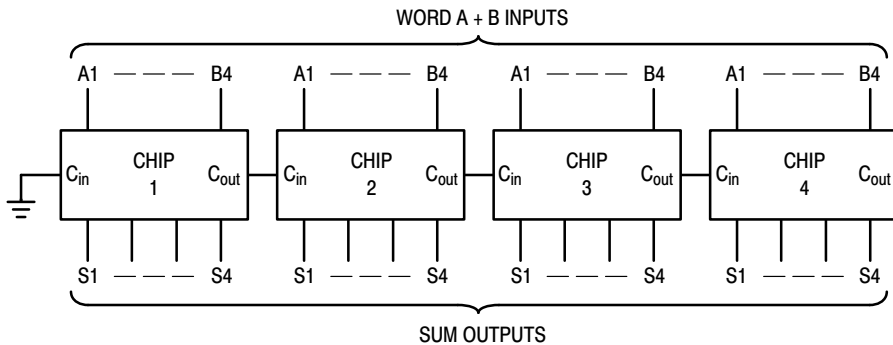 WORD A + B INPUTS
A1 — — — B4 A1 — — — B4 A1 — — — B4 A1 — — — B4
CHIP CHIP CHIP CHIP
Cin Cout Cin Cout Cin Cout Cin
1 2 3 4
S1 — — — S4 S1 — — — S4 S1 — — — S4 S1 — — — S4
SUM OUTPUTS